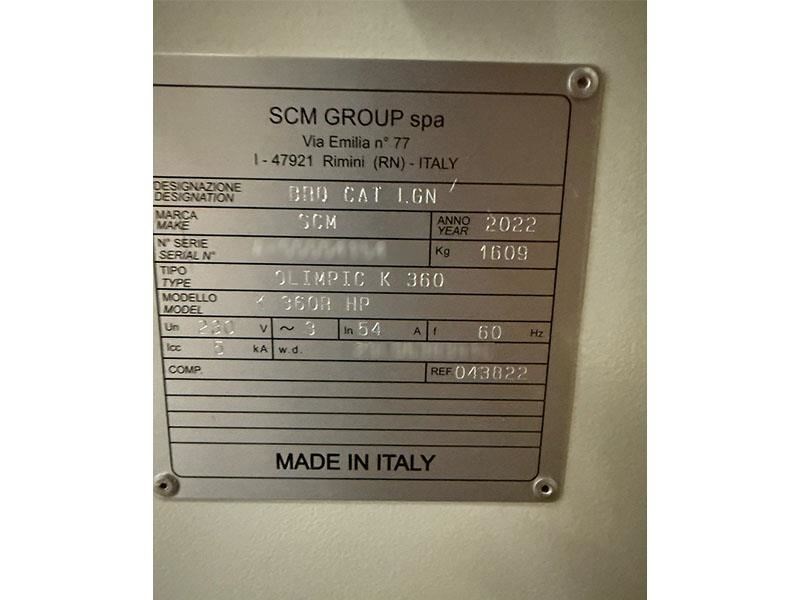 SCM GROUP spa
Via Emilia n° 77
I - 47921 Rimini (RN) - ITALY
DESIGNAZIONE
DESIGNATION
BRD CAT LGN
MARCA
MAKE
SCM
ANNO
YEAR
2022
N° SERIE
SERIAL N°
Kg 1609
TIPO
TYPE
OLIMPIC K 360
MODELLO
MODEL
K 360R HP
Un 230 V ~ 3 In 54 A f 60 Hz
Icc 5 kA w.d.
COMP.
REF. 043822
MADE IN ITALY